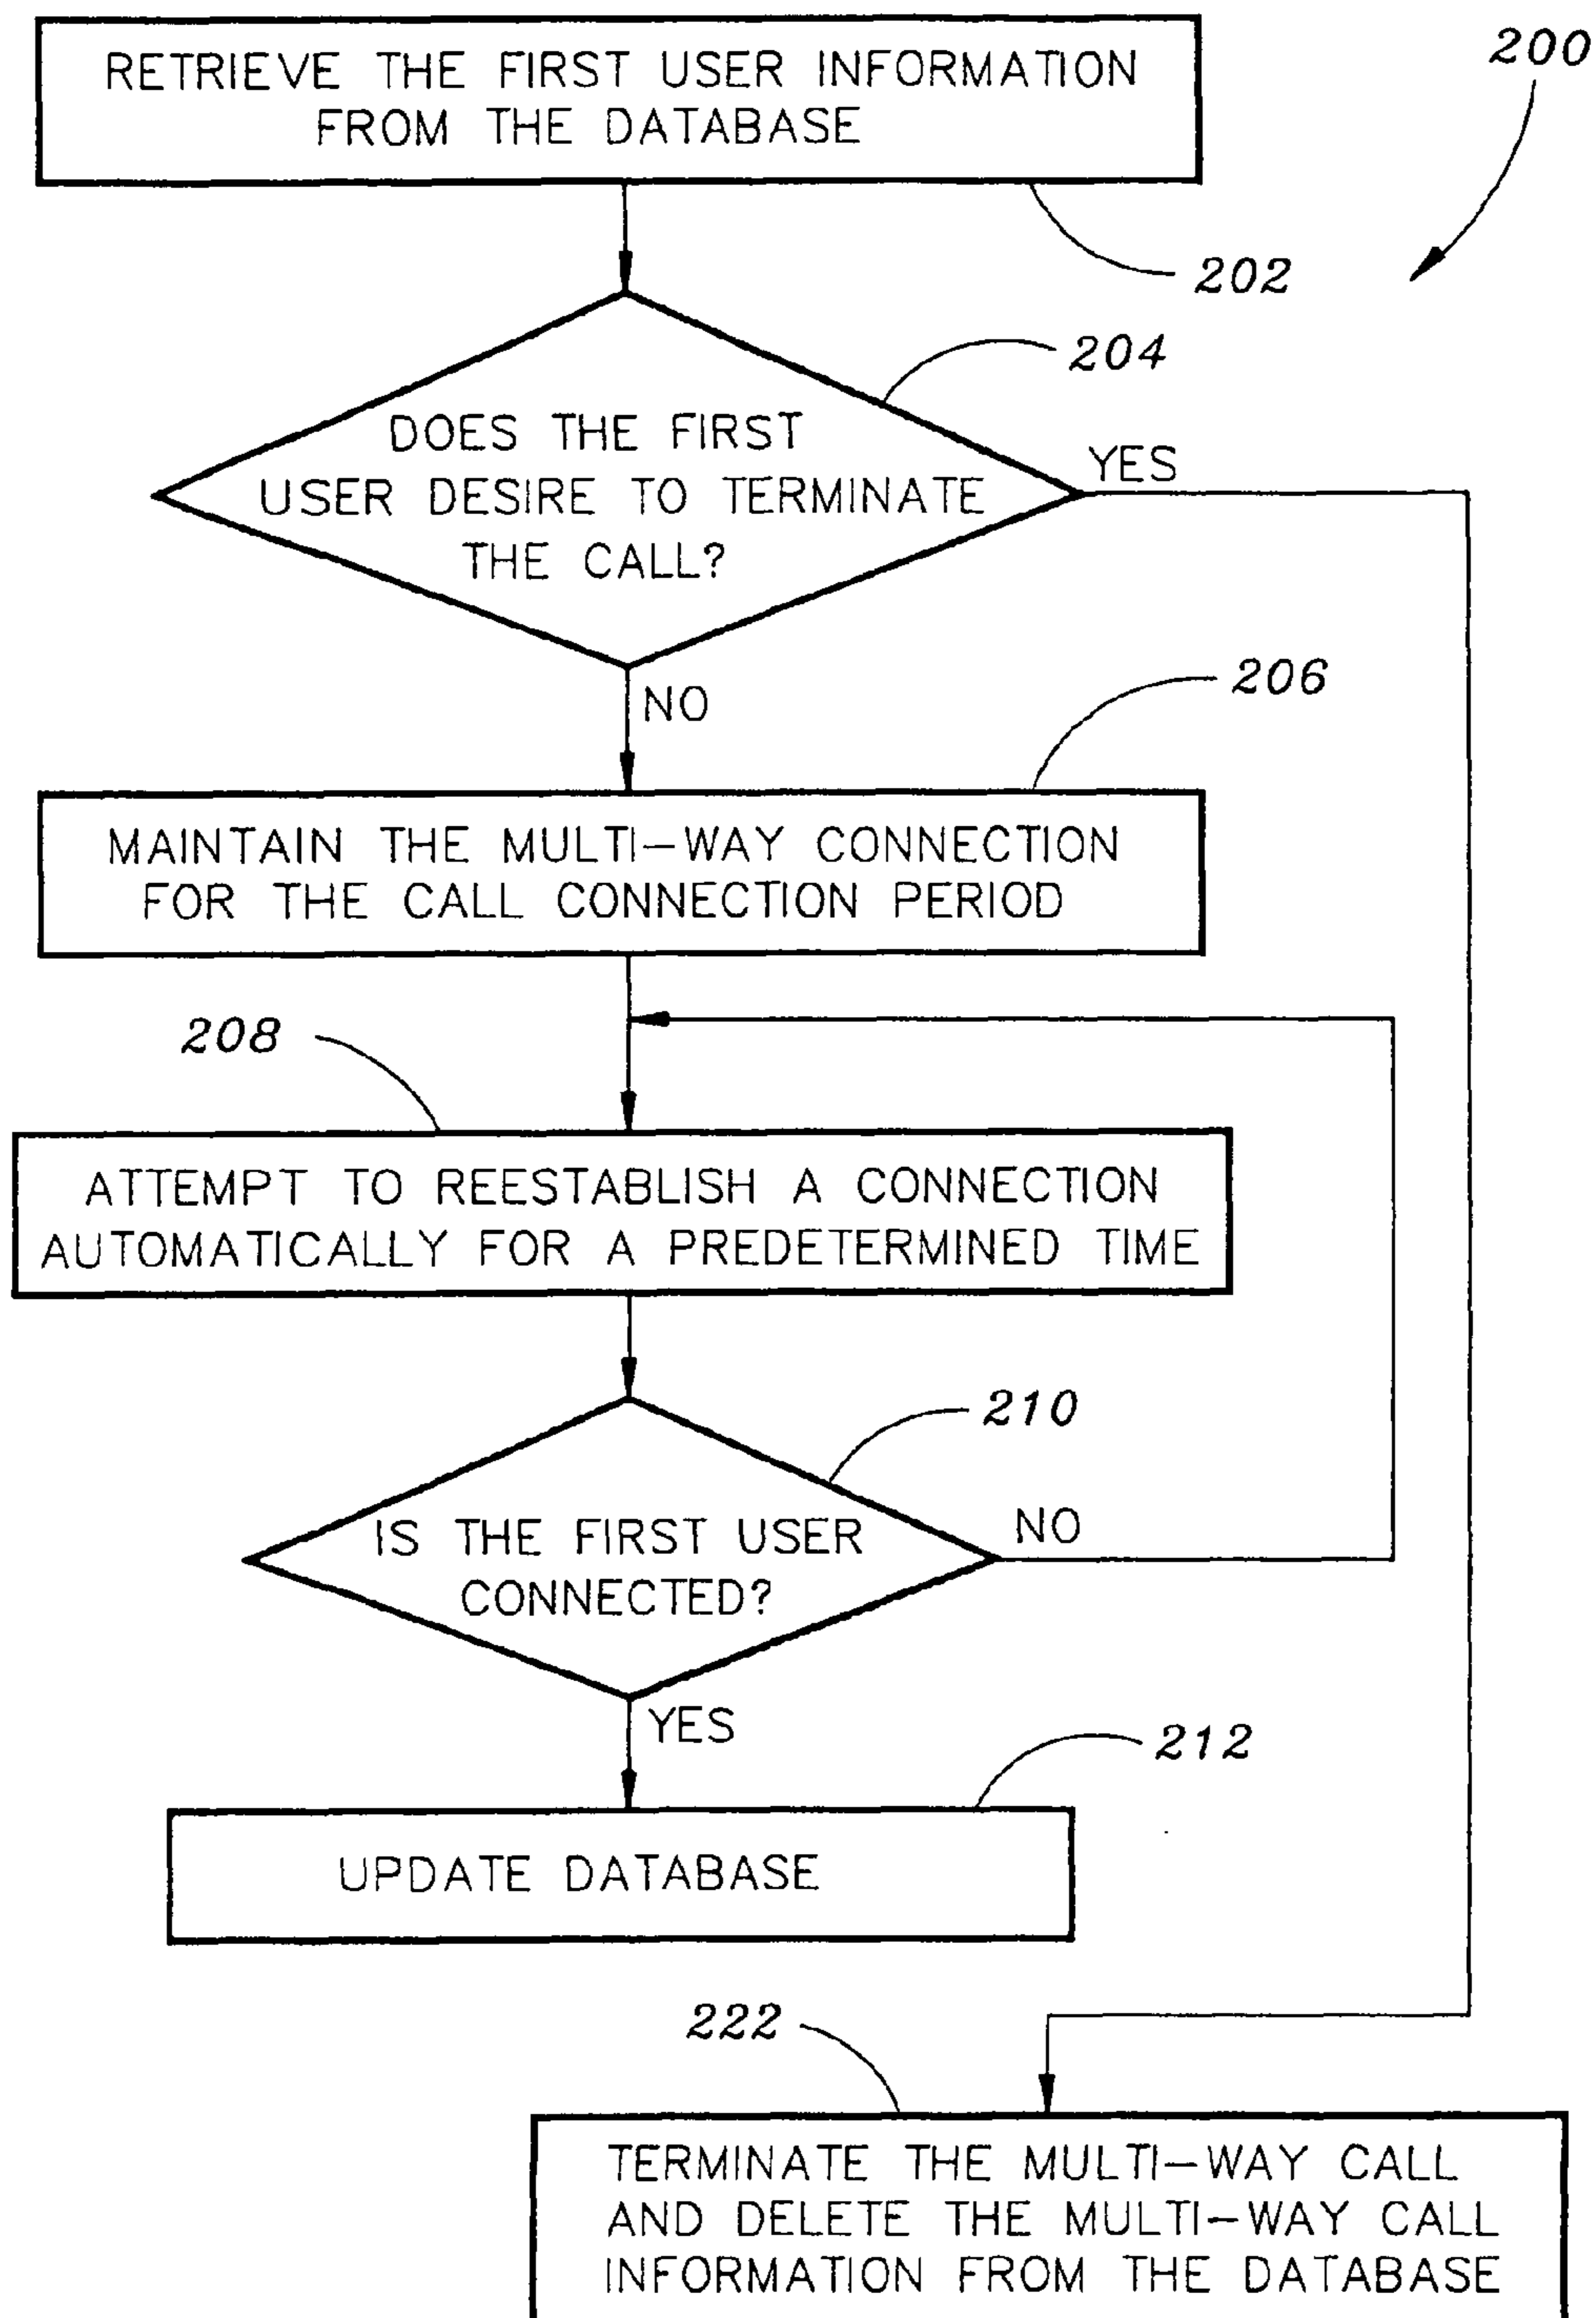 200
RETRIEVE THE FIRST USER INFORMATION
FROM THE DATABASE
202
204
DOES THE FIRST
USER DESIRE TO TERMINATE
THE CALL?
YES
NO
206
MAINTAIN THE MULTI–WAY CONNECTION
FOR THE CALL CONNECTION PERIOD
208
ATTEMPT TO REESTABLISH A CONNECTION
AUTOMATICALLY FOR A PREDETERMINED TIME
210
IS THE FIRST USER
CONNECTED?
NO
YES
212
UPDATE DATABASE
222
TERMINATE THE MULTI–WAY CALL
AND DELETE THE MULTI–WAY CALL
INFORMATION FROM THE DATABASE